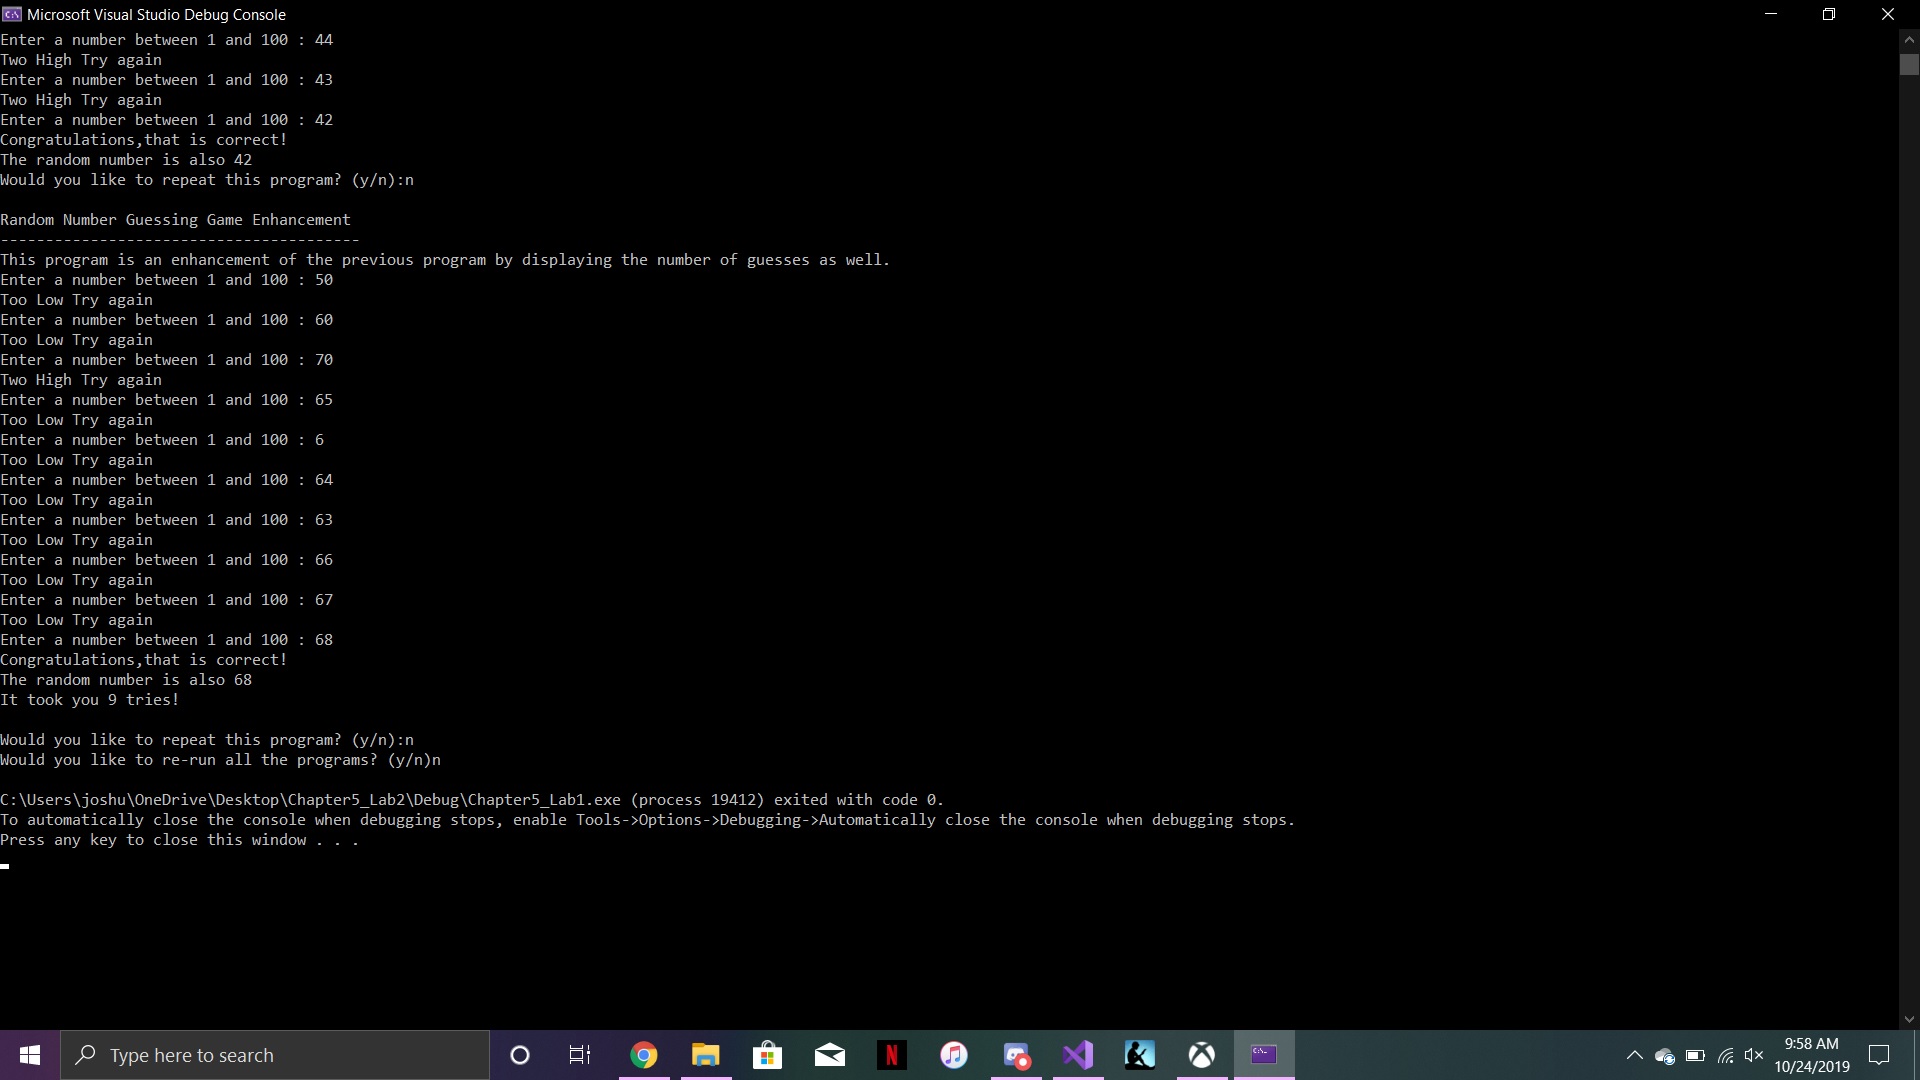 Microsoft Visual Studio Debug Console
Enter a number between 1 and 100 : 44
Two High Try again
Enter a number between 1 and 100 : 43
Two High Try again
Enter a number between 1 and 100 : 42
Congratulations,that is correct!
The random number is also 42
Would you like to repeat this program? (y/n):n
Random Number Guessing Game Enhancement
----------------------------------------
This program is an enhancement of the previous program by displaying the number of guesses as well.
Enter a number between 1 and 100 : 50
Too Low Try again
Enter a number between 1 and 100 : 60
Too Low Try again
Enter a number between 1 and 100 : 70
Two High Try again
Enter a number between 1 and 100 : 65
Too Low Try again
Enter a number between 1 and 100 : 6
Too Low Try again
Enter a number between 1 and 100 : 64
Too Low Try again
Enter a number between 1 and 100 : 63
Too Low Try again
Enter a number between 1 and 100 : 66
Too Low Try again
Enter a number between 1 and 100 : 67
Too Low Try again
Enter a number between 1 and 100 : 68
Congratulations,that is correct!
The random number is also 68
It took you 9 tries!
Would you like to repeat this program? (y/n):n
Would you like to re-run all the programs? (y/n)n
C:\Users\joshu\OneDrive\Desktop\Chapter5_Lab2\Debug\Chapter5_Lab1.exe (process 19412) exited with code 0.
To automatically close the console when debugging stops, enable Tools->Options->Debugging->Automatically close the console when debugging stops.
Press any key to close this window . . .
Type here to search
N
9:58 AM
10/24/2019